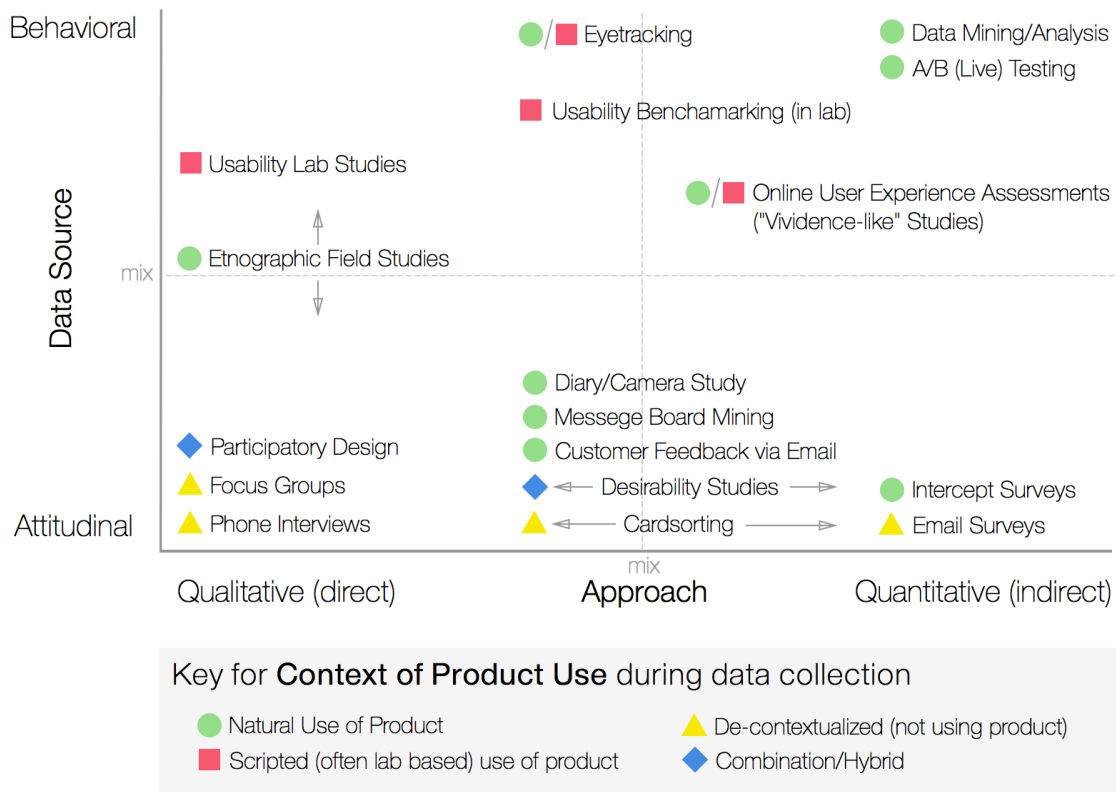 Behavioral
/ Eyetracking
Data Mining/Analysis
A/B (Live) Testing
Usability Benchamarking (in lab)
Usability Lab Studies
/ Online User Experience Assessments
("Vividence-like" Studies)
Data Source
Etnographic Field Studies
mix
Diary/Camera Study
Messege Board Mining
Participatory Design
Customer Feedback via Email
Focus Groups
Desirability Studies
Intercept Surveys
Attitudinal
Phone Interviews
Cardsorting
Email Surveys
mix
Qualitative (direct)
Approach
Quantitative (indirect)
Key for Context of Product Use during data collection
Natural Use of Product
De-contextualized (not using product)
Scripted (often lab based) use of product
Combination/Hybrid